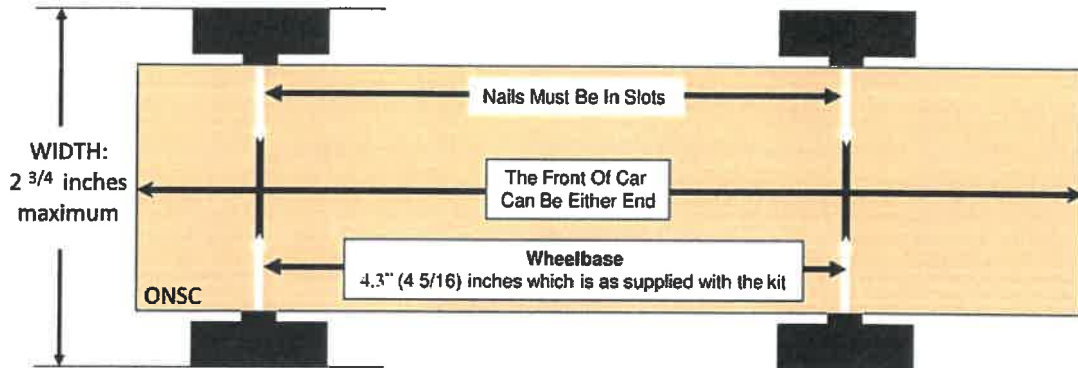 Nails Must Be In Slots
WIDTH:
2 3/4 inches
maximum
The Front Of Car
Can Be Either End
Wheelbase
4.3" (4 5/16) inches which is as supplied with the kit
ONSC